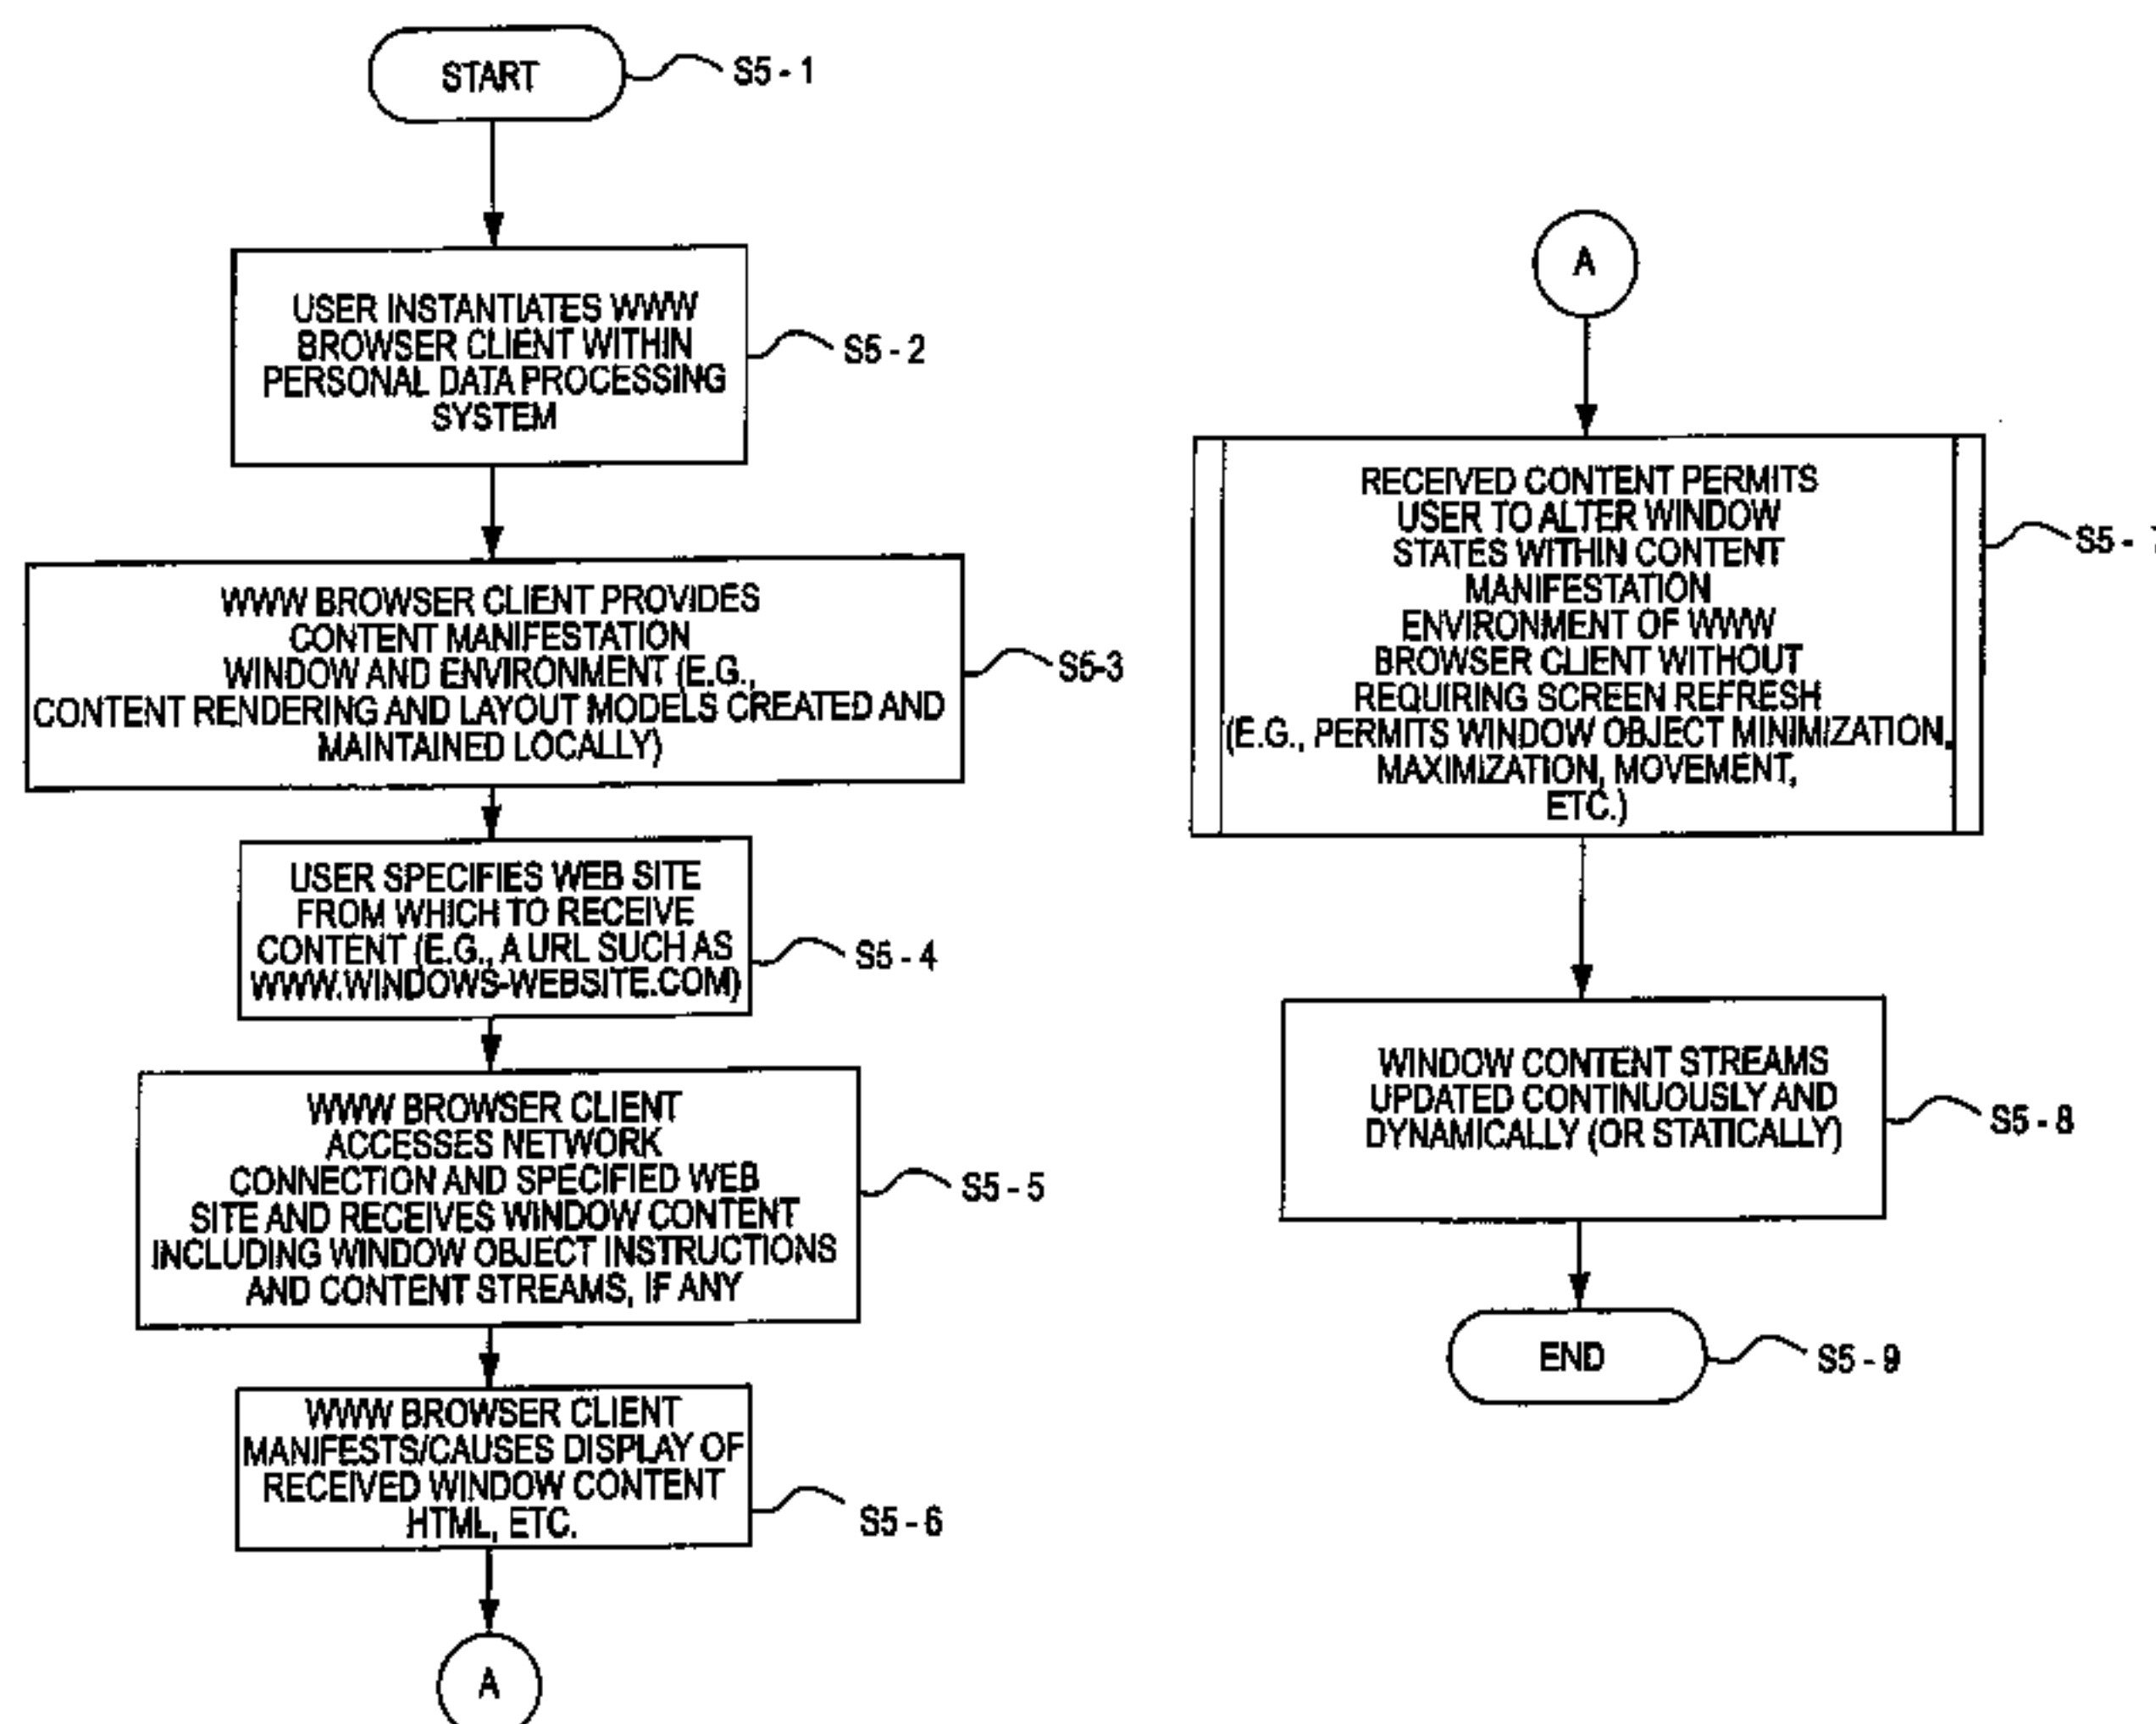 START
S5 - 1
USER INSTANTIATES WWW
BROWSER CLIENT WITHIN
PERSONAL DATA PROCESSING
SYSTEM
S5 - 2
WWW BROWSER CLIENT PROVIDES
CONTENT MANIFESTATION
WINDOW AND ENVIRONMENT (E.G.,
CONTENT RENDERING AND LAYOUT MODELS CREATED AND
MAINTAINED LOCALLY)
S5-3
USER SPECIFIES WEB SITE
FROM WHICH TO RECEIVE
CONTENT (E.G., A URL SUCH AS
WWW.WINDOWS-WEBSITE.COM)
S5 - 4
WWW BROWSER CLIENT
ACCESSES NETWORK
CONNECTION AND SPECIFIED WEB
SITE AND RECEIVES WINDOW CONTENT
INCLUDING WINDOW OBJECT INSTRUCTIONS
AND CONTENT STREAMS, IF ANY
S5 - 5
WWW BROWSER CLIENT
MANIFESTS/CAUSES DISPLAY OF
RECEIVED WINDOW CONTENT
HTML, ETC.
S5 - 6
A
A
RECEIVED CONTENT PERMITS
USER TO ALTER WINDOW
STATES WITHIN CONTENT
MANIFESTATION
ENVIRONMENT OF WWW
BROWSER CLIENT WITHOUT
REQUIRING SCREEN REFRESH
(E.G., PERMITS WINDOW OBJECT MINIMIZATION,
MAXIMIZATION, MOVEMENT,
ETC.)
S5 -
WINDOW CONTENT STREAMS
UPDATED CONTINUOUSLY AND
DYNAMICALLY (OR STATICALLY)
S5 - 8
END
S5 - 9